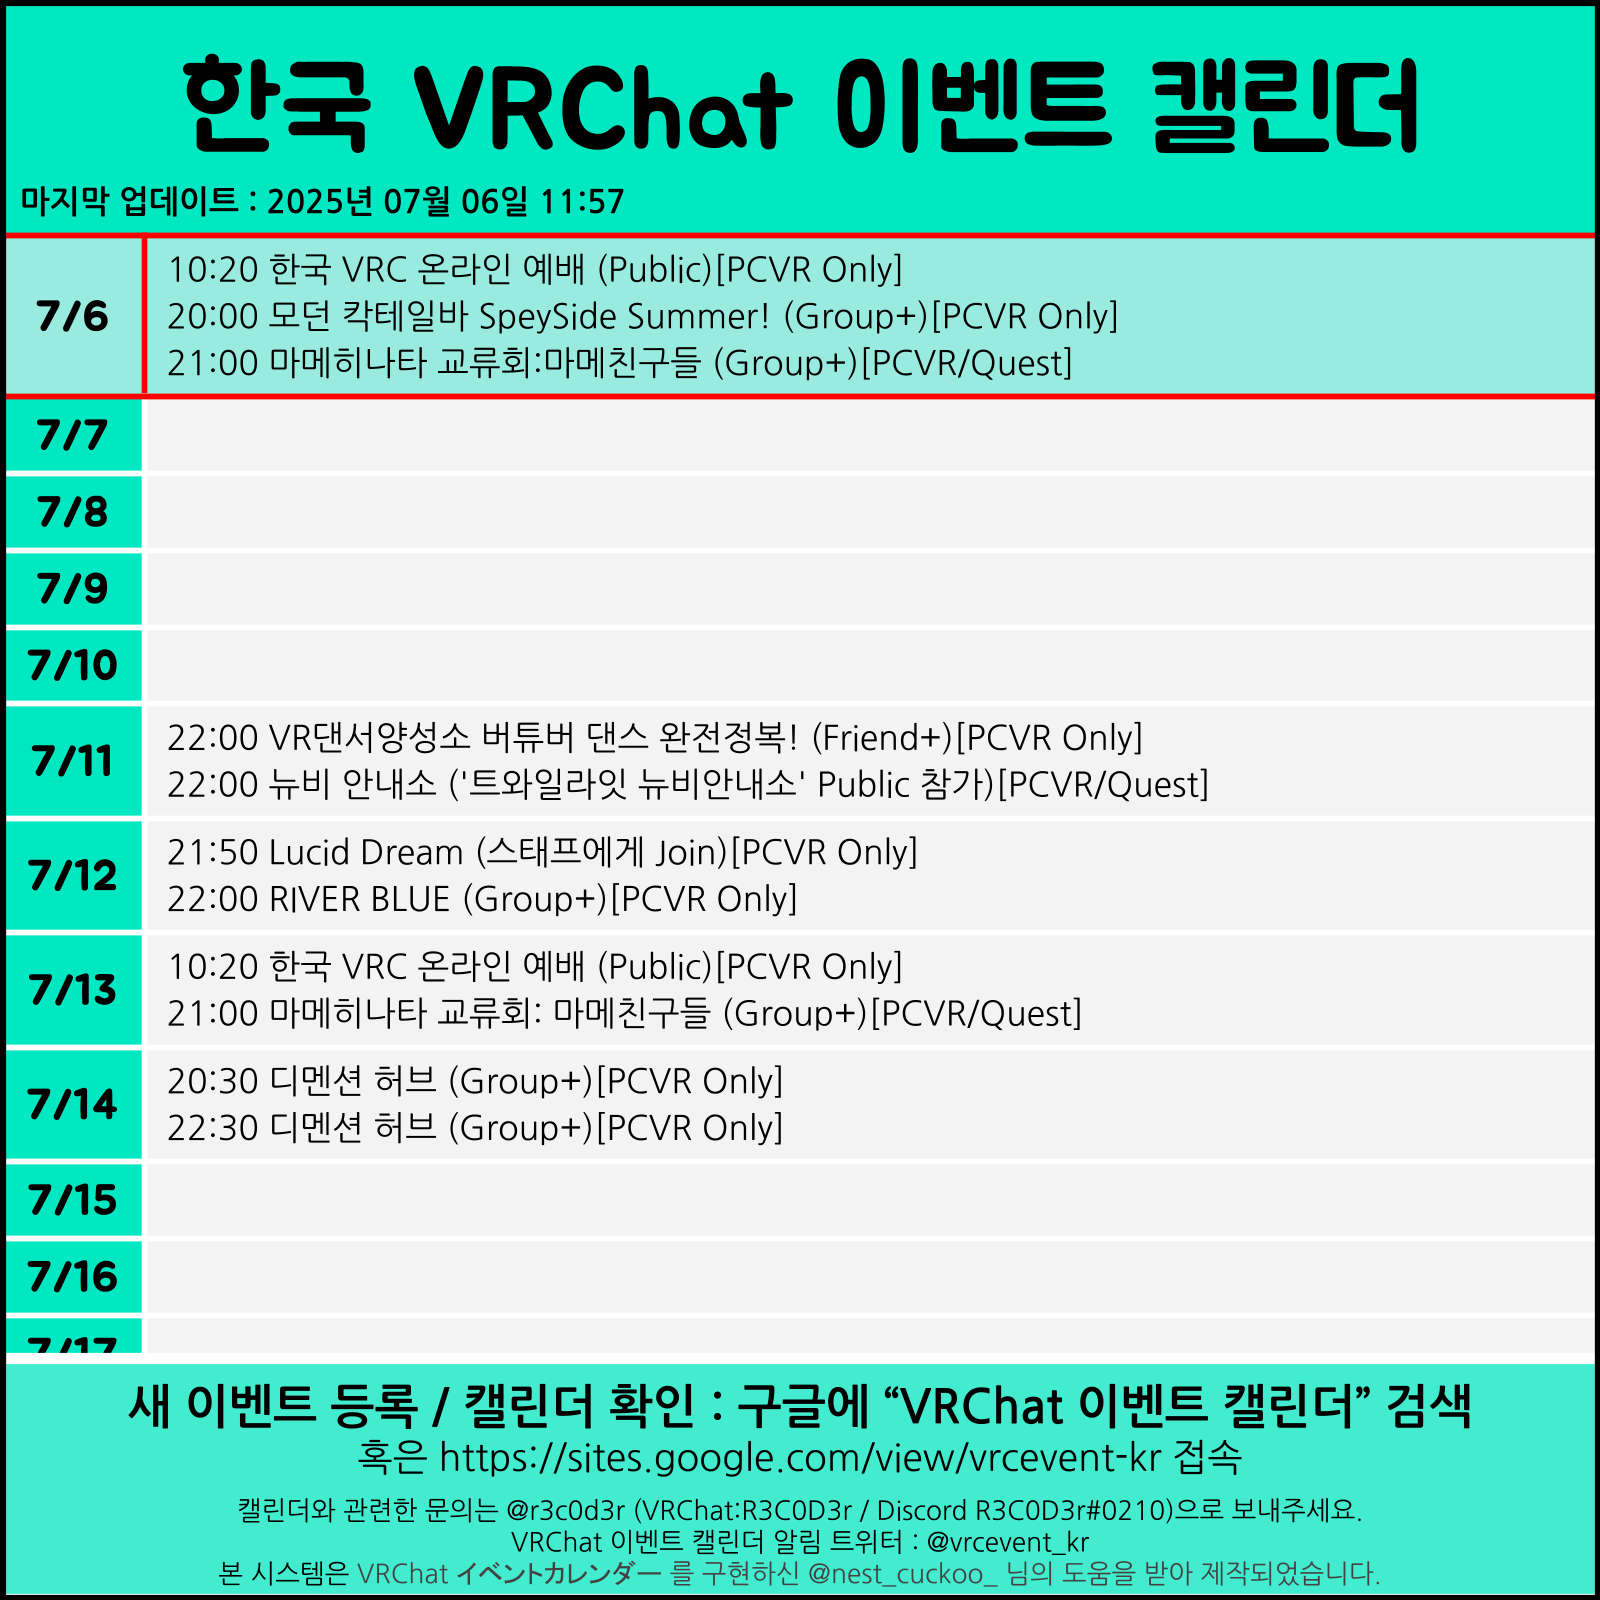 한국 VRChat 이벤트 캘린더
마지막 업데이트 : 2025년 07월 06일 11:57
7/6
10:20 한국 VRC 온라인 예배 (Public)[PCVR Only]
20:00 모던 칵테일바 SpeySide Summer! (Group+)[PCVR Only]
21:00 마메히나타 교류회:마메친구들 (Group+)[PCVR/Quest]
7/7
7/8
7/9
7/10
7/11
22:00 VR댄서양성소 버튜버 댄스 완전정복! (Friend+)[PCVR Only]
22:00 뉴비 안내소 ('트와일라잇 뉴비안내소' Public 참가)[PCVR/Quest]
7/12
21:50 Lucid Dream (스태프에게 Join)[PCVR Only]
22:00 RIVER BLUE (Group+)[PCVR Only]
7/13
10:20 한국 VRC 온라인 예배 (Public)[PCVR Only]
21:00 마메히나타 교류회: 마메친구들 (Group+)[PCVR/Quest]
7/14
20:30 디멘션 허브 (Group+)[PCVR Only]
22:30 디멘션 허브 (Group+)[PCVR Only]
7/15
7/16
7/17
새 이벤트 등록 / 캘린더 확인 : 구글에 “VRChat 이벤트 캘린더” 검색
혹은 https://sites.google.com/view/vrcevent-kr 접속
캘린더와 관련한 문의는 @r3c0d3r (VRChat:R3C0D3r / Discord R3C0D3r#0210)으로 보내주세요.
VRChat 이벤트 캘린더 알림 트위터 : @vrcevent_kr
본 시스템은 VRChat イベントカレンダー 를 구현하신 @nest_cuckoo_ 님의 도움을 받아 제작되었습니다.